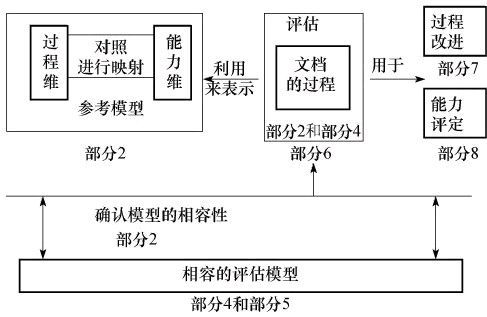 过程维
对照
进行映射
能力维
参考模型
部分2
利用
来表示
评估
文档
的过程
部分2和部分4
部分6
用于
过程
改进
部分7
能力
评定
部分8
确认模型的相容性
部分2
相容的评估模型
部分4和部分5